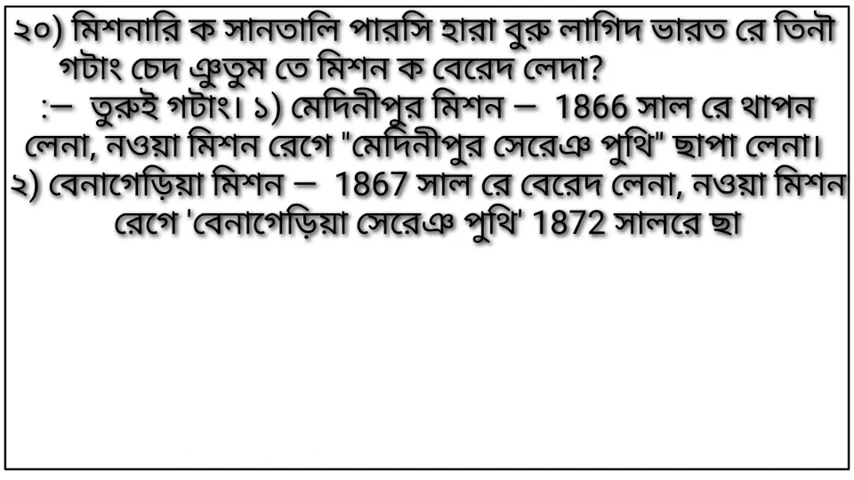 ২০) মিশনারি ক সানতালি পারসি হারা বুরু লাগিদ ভারত রে তিনৗ
গটাং চেদ ঞুতুম তে মিশন ক বেরেদ লেদা?
:— তুরুই গটাং। ১) মেদিনীপুর মিশন — 1866 সাল রে থাপন
লেনা, নওয়া মিশন রেগে "মেদিনীপুর সেরেঞ পুথি" ছাপা লেনা।
২) বেনাগেড়িয়া মিশন — 1867 সাল রে বেরেদ লেনা, নওয়া মিশন
রেগে 'বেনাগেড়িয়া সেরেঞ পুথি' 1872 সালরে ছা